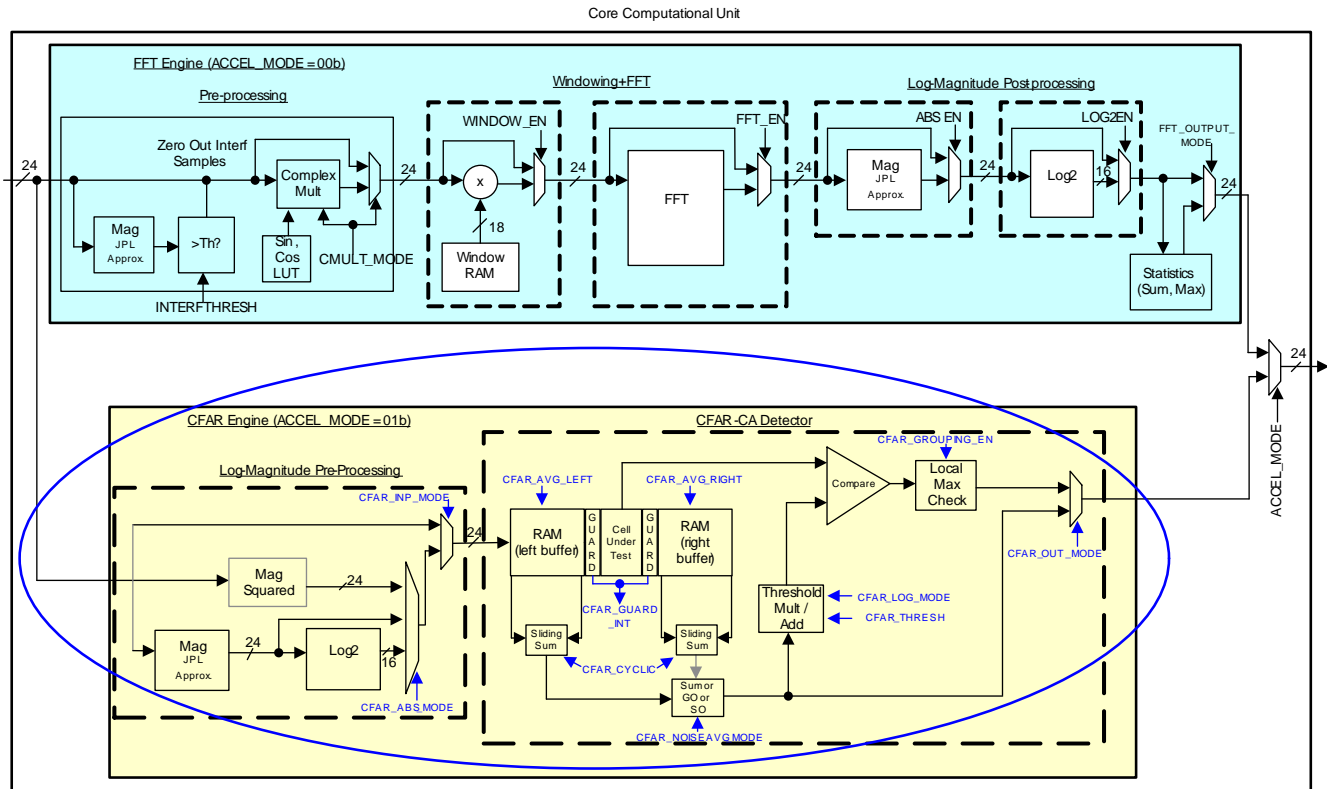 Core Computational Unit
FFT Engine (ACCEL_MODE = 00b)
Pre-processing
Windowing+FFT
Log-Magnitude Post-processing
Zero Out Interf
Samples
WINDOW_EN
FFT_EN
ABS EN
LOG2EN
FFT_OUTPUT_
MODE
24
Complex
Mult
24
x
24
FFT
24
Mag
JPL
Approx.
24
Log2
16
24
Mag
JPL
Approx.
>Th?
Sin ,
Cos
LUT
CMULT_MODE
18
Window
RAM
Statistics
(Sum, Max)
INTERFTHRESH
24
ACCEL_MODE
CFAR Engine (ACCEL_MODE = 01b)
CFAR-CA Detector
Log-Magnitude Pre-Processing
CFAR_INP_MODE
CFAR_AVG_LEFT
CFAR_AVG_RIGHT
CFAR_GROUPING_EN
24
RAM
(left buffer)
GUARD
Cell
Under
Test
GUARD
RAM
(right
buffer)
Compare
Local
Max
Check
CFAR_OUT_MODE
Mag
Squared
24
CFAR_GUARD
_INT
Threshold
Mult /
Add
CFAR_LOG_MODE
CFAR_THRESH
Mag
JPL
Approx.
24
Log2
16
Sliding
Sum
CFAR_CYCLIC
Sliding
Sum
CFAR_ABSMODE
Sum or
GO or
SO
CFAR_NOISEAVGMODE